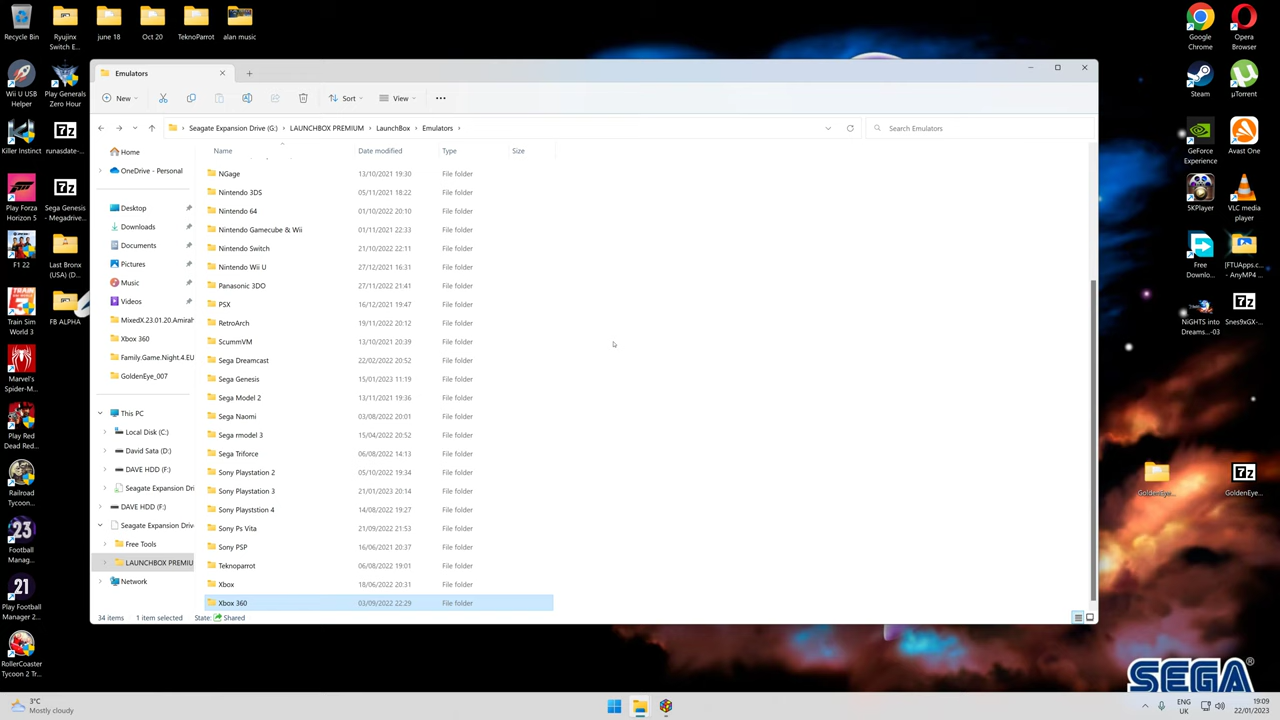 Recycle Bin
Ryujinx
Switch E...
june 18
Oct 20
TeknoParrot
alan music
Wii U USB
Helper
Play Generals
Zero Hour
Killer Instinct
runasdate-...
Play Forza
Horizon 5
Sega Genesis
- Megadrive...
F1 22
Last Bronx
(USA) (D...
Train Sim
World 3
FB ALPHA
Marvel's
Spider-M...
Play Red
Dead Red...
Railroad
Tycoon...
Football
Manag...
Play Football
Manager 2...
RollerCoaster
Tycoon 2 Tr...
Emulators
New
Sort
View
Seagate Expansion Drive (G:) > LAUNCHBOX PREMIUM > LaunchBox > Emulators >
Search Emulators
Name Date modified Type Size
Home
OneDrive - Personal
Desktop
Downloads
Documents
Pictures
Music
Videos
MixedX.23.01.20.Amirah
Xbox 360
Family.Game.Night.4.EU
GoldenEye_007
This PC
Local Disk (C:)
David Sata (D:)
DAVE HDD (F:)
Seagate Expansion Dri
DAVE HDD (F:)
Seagate Expansion Drive
Free Tools
LAUNCHBOX PREMIU
Network
NGage 13/10/2021 19:30 File folder
Nintendo 3DS 05/11/2021 18:22 File folder
Nintendo 64 01/10/2022 20:10 File folder
Nintendo Gamecube & Wii 01/11/2021 22:33 File folder
Nintendo Switch 21/10/2022 22:11 File folder
Nintendo Wii U 27/12/2021 16:31 File folder
Panasonic 3DO 27/11/2022 21:41 File folder
PSX 16/12/2021 19:47 File folder
RetroArch 19/11/2022 20:12 File folder
ScummVM 13/10/2021 20:39 File folder
Sega Dreamcast 22/02/2022 20:52 File folder
Sega Genesis 15/01/2023 11:19 File folder
Sega Model 2 13/11/2021 19:36 File folder
Sega Naomi 03/08/2022 20:01 File folder
Sega rmodel 3 15/04/2022 20:52 File folder
Sega Triforce 06/08/2022 14:13 File folder
Sony Playstation 2 05/10/2022 19:34 File folder
Sony Playstation 3 21/01/2023 20:14 File folder
Sony Playststion 4 14/08/2022 19:27 File folder
Sony Ps Vita 21/09/2022 21:53 File folder
Sony PSP 16/06/2021 20:37 File folder
Teknoparrot 06/08/2022 19:01 File folder
Xbox 18/06/2022 20:31 File folder
Xbox 360 03/09/2022 22:29 File folder
34 items 1 item selected State: Shared
Google
Chrome
Opera
Browser
Steam
µTorrent
GeForce
Experience
Avast One
5KPlayer
VLC media
player
Free
Downlo...
[FTUApps.c...
- AnyMP4 ...
NiGHTS into
Dreams...-03
Snes9xGX-...
GoldenEye...
GoldenEye...
SEGA®
3°C
Mostly cloudy
ENG
UK
19:09
22/01/2023